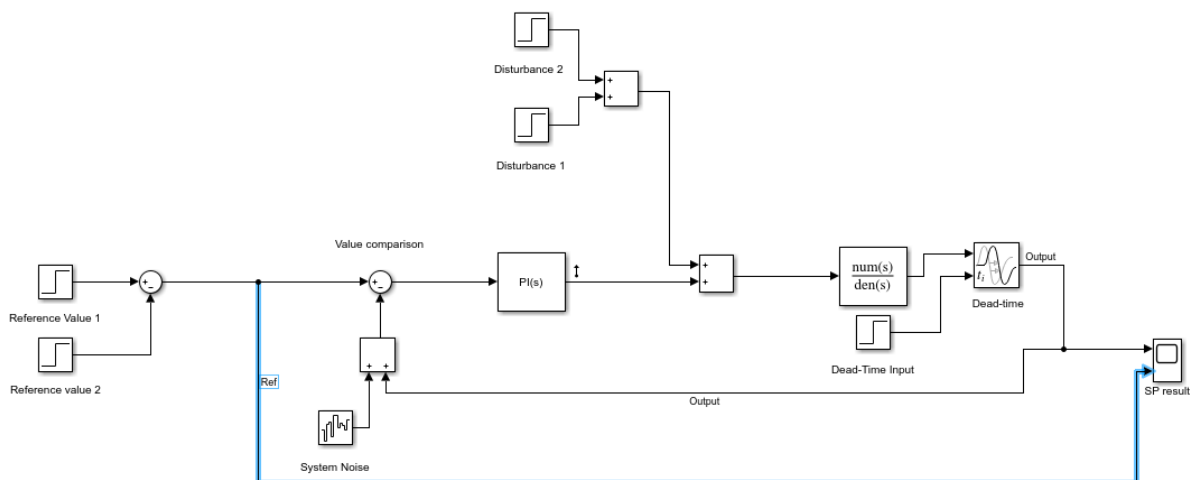 Disturbance 2
+
+
Disturbance 1
Value comparison
+
-
+
-
PI(s)
+
+
num(s)
den(s)
ti
Output
Dead-time
Reference Value 1
Reference value 2
Ref
+ +
Dead-Time Input
SP result
Output
System Noise